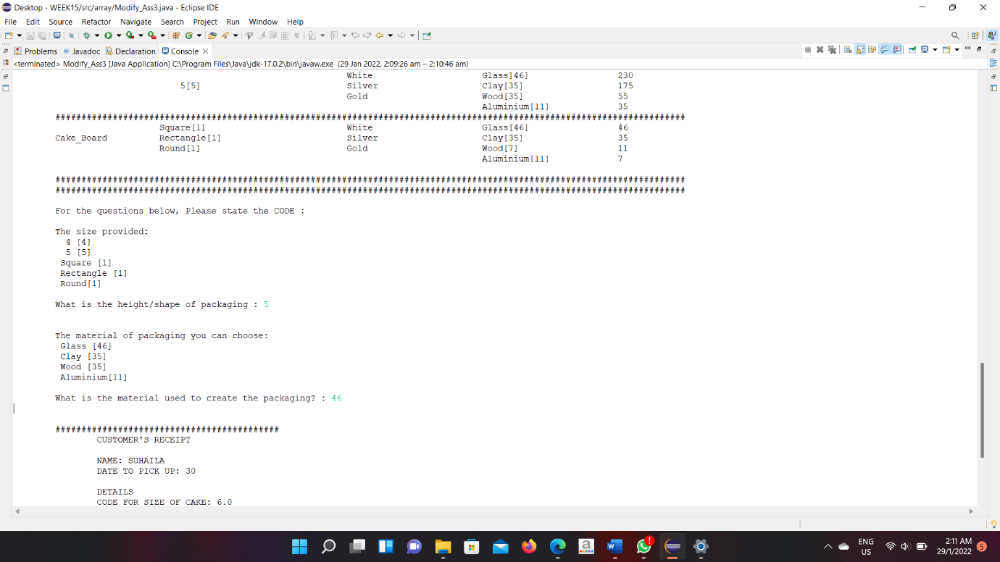 Desktop - WEEK15/src/array/Modify_Ass3.java - Eclipse IDE
File Edit Source Refactor Navigate Search Project Run Window Help
Problems @ Javadoc Declaration Console
<terminated> Modify_Ass3 [Java Application] C:\Program Files\Java\jdk-17.0.2\bin\javaw.exe (29 Jan 2022, 2:09:26 am – 2:10:46 am)
White Glass]46] 230
5[5] Silver Clay[35] 175
Gold Wood[35] 55
Aluminium[11] 35
#########################################################################################################################
Square[1] White Glass[46] 46
Cake_Board Rectangle[1] Silver Clay[35] 35
Round[1] Gold Wood[7] 11
Aluminium[11] 7
#########################################################################################################################
#########################################################################################################################
For the questions below, Please state the CODE :
The size provided:
4 [4]
5 [5]
Square [1]
Rectangle [1]
Round[1]
What is the height/shape of packaging : 5
The material of packaging you can choose:
Glass [46]
Clay [35]
Wood [35]
Aluminium[11]
What is the material used to create the packaging? : 46
###########################################
CUSTOMER'S RECEIPT
NAME: SUHAILA
DATE TO PICK UP: 30
DETAILS
CODE FOR SIZE OF CAKE: 6.0
ENG
US
2:11 AM
29/1/2022
5